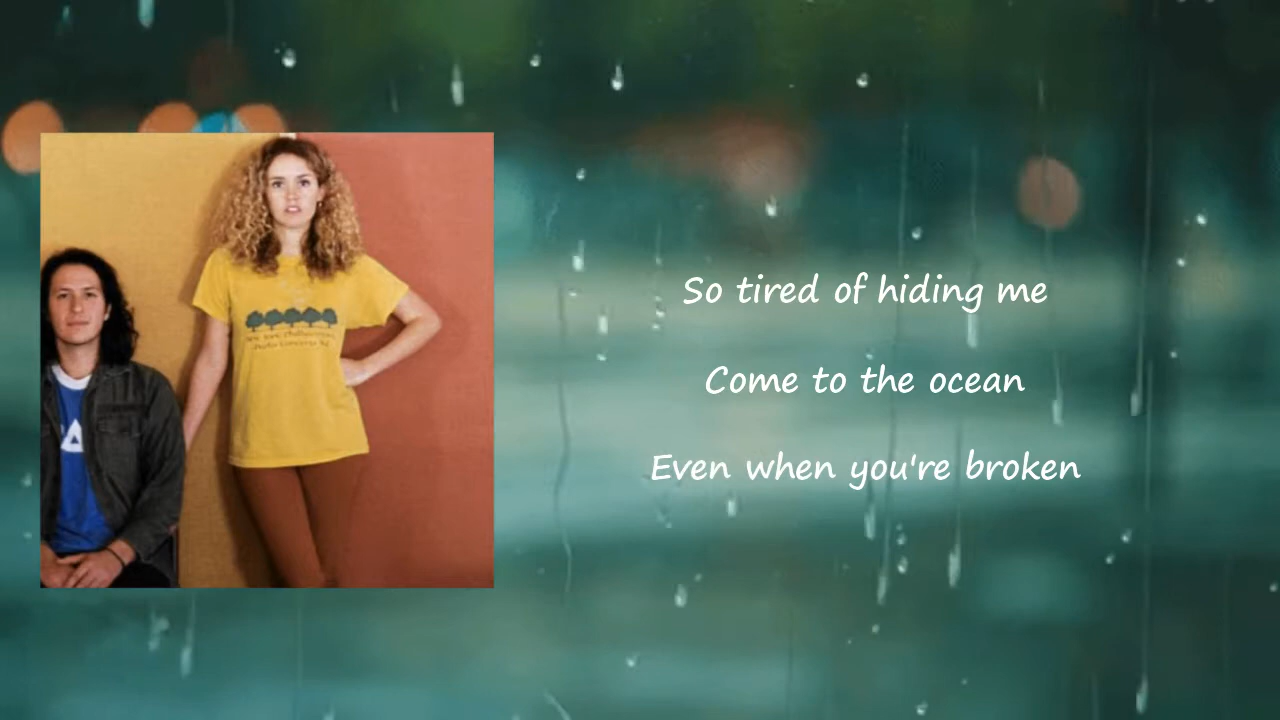 So tired of hiding me
Come to the ocean
Even when you're broken